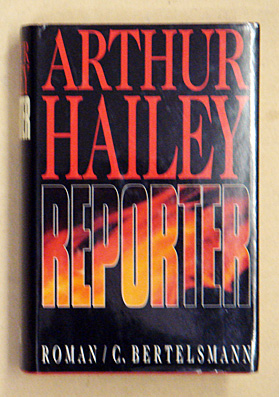 ARTHUR
HAILEY
REPORTER
ROMAN / C. BERTELSMANN